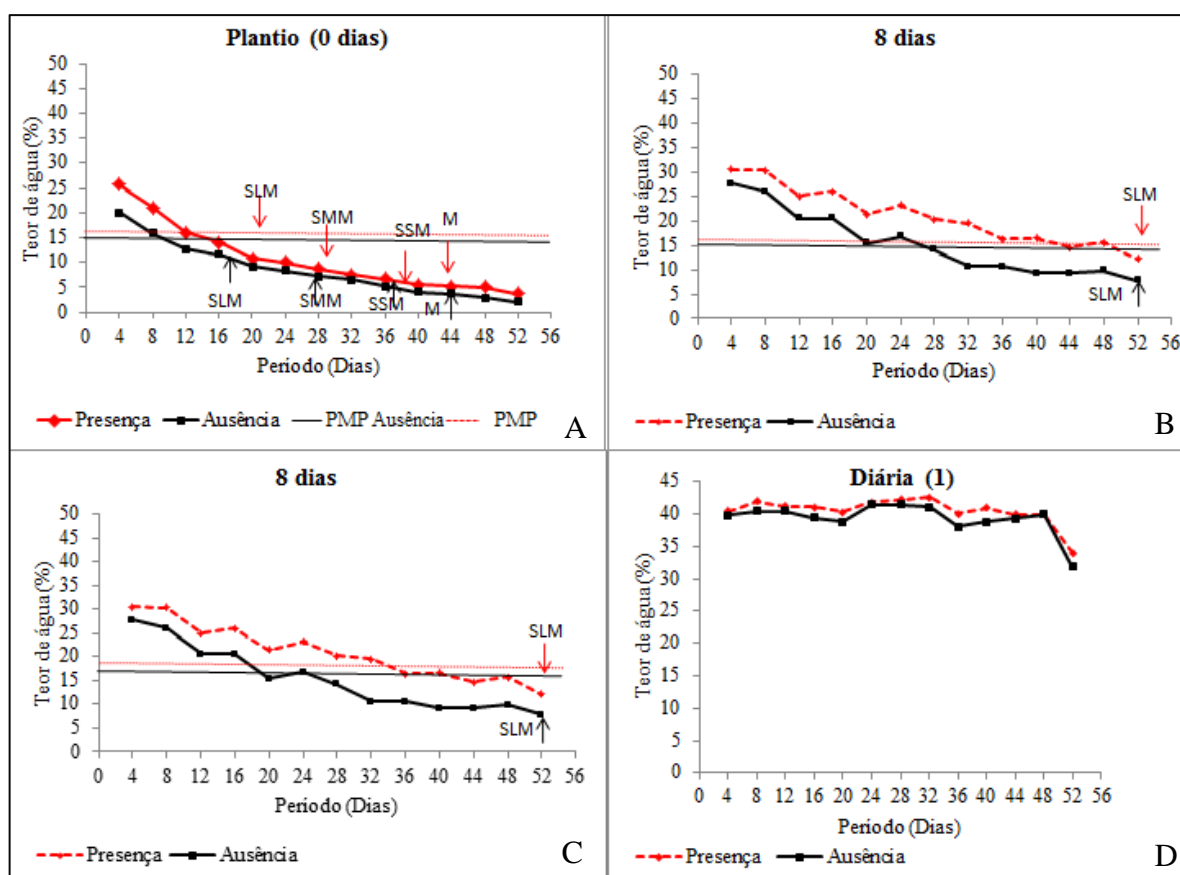 Plantio (0 dias)
Teor de água (%)
50
45
40
35
30
25
20
15
10
5
0
SLM
SMM
SSM
M
SLM
SMM
SSM
M
0 4 8 12 16 20 24 28 32 36 40 44 48 52 56
Periodo (Dias)
Presença Ausência PMP Ausência PMP
A
8 dias
Teor de água (%)
50
45
40
35
30
25
20
15
10
5
0
SLM
SLM
0 4 8 12 16 20 24 28 32 36 40 44 48 52 56
Periodo (Dias)
Presença Ausência
B
8 dias
Teor de água (%)
50
45
40
35
30
25
20
15
10
5
0
SLM
SLM
0 4 8 12 16 20 24 28 32 36 40 44 48 52 56
Periodo (Dias)
Presença Ausência
C
Diária (1)
Teor de água (%)
45
40
35
30
25
20
15
10
5
0
0 4 8 12 16 20 24 28 32 36 40 44 48 52 56
Período (Dias)
Presença Ausência
D